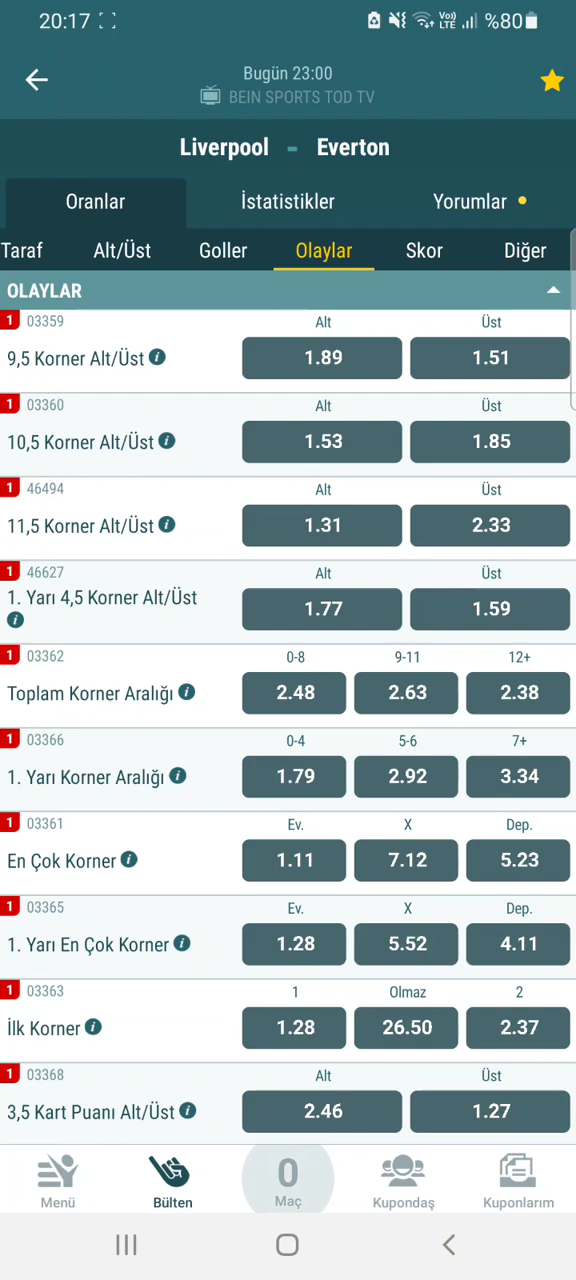 20:17 Vo)) LTE %80
Bugün 23:00
BEIN SPORTS TOD TV
Liverpool - Everton
Oranlar İstatistikler Yorumlar
Taraf Alt/Üst Goller Olaylar Skor Diğer
OLAYLAR
1 03359 Alt Üst
9,5 Korner Alt/Üst i 1.89 1.51
1 03360 Alt Üst
10,5 Korner Alt/Üst i 1.53 1.85
1 46494 Alt Üst
11,5 Korner Alt/Üst i 1.31 2.33
1 46627 Alt Üst
1. Yarı 4,5 Korner Alt/Üst i 1.77 1.59
1 03362 0-8 9-11 12+
Toplam Korner Aralığı i 2.48 2.63 2.38
1 03366 0-4 5-6 7+
1. Yarı Korner Aralığı i 1.79 2.92 3.34
1 03361 Ev. X Dep.
En Çok Korner i 1.11 7.12 5.23
1 03365 Ev. X Dep.
1. Yarı En Çok Korner i 1.28 5.52 4.11
1 03363 1 Olmaz 2
İlk Korner i 1.28 26.50 2.37
1 03368 Alt Üst
3,5 Kart Puanı Alt/Üst i 2.46 1.27
0
Menü Bülten Maç Kupondaş Kuponlarım